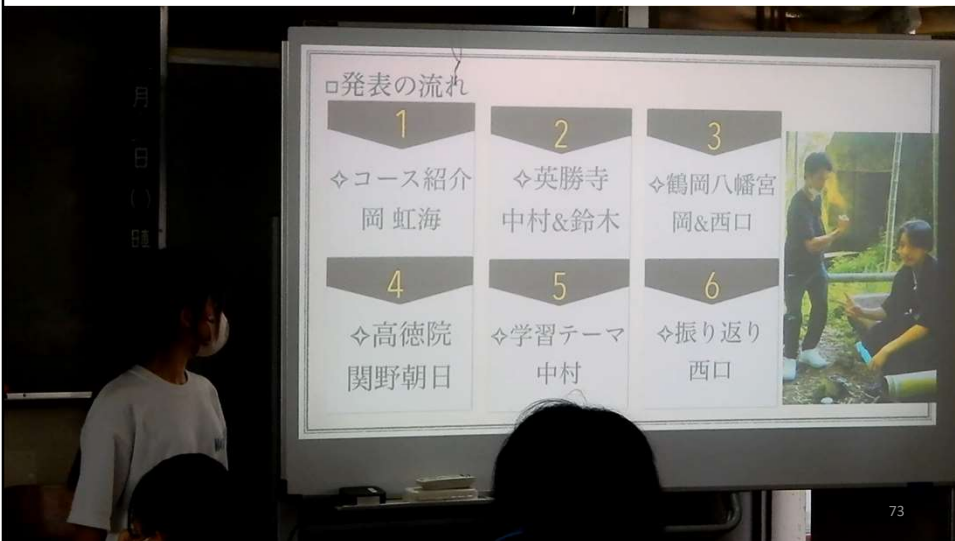 月
日
( )
□発表の流れ
1
✧コース紹介
岡 虹海
2
✧英勝寺
中村&鈴木
3
✧鶴岡八幡宮
岡&西口
4
✧高徳院
関野朝日
5
✧学習テーマ
中村
6
✧振り返り
西口
73